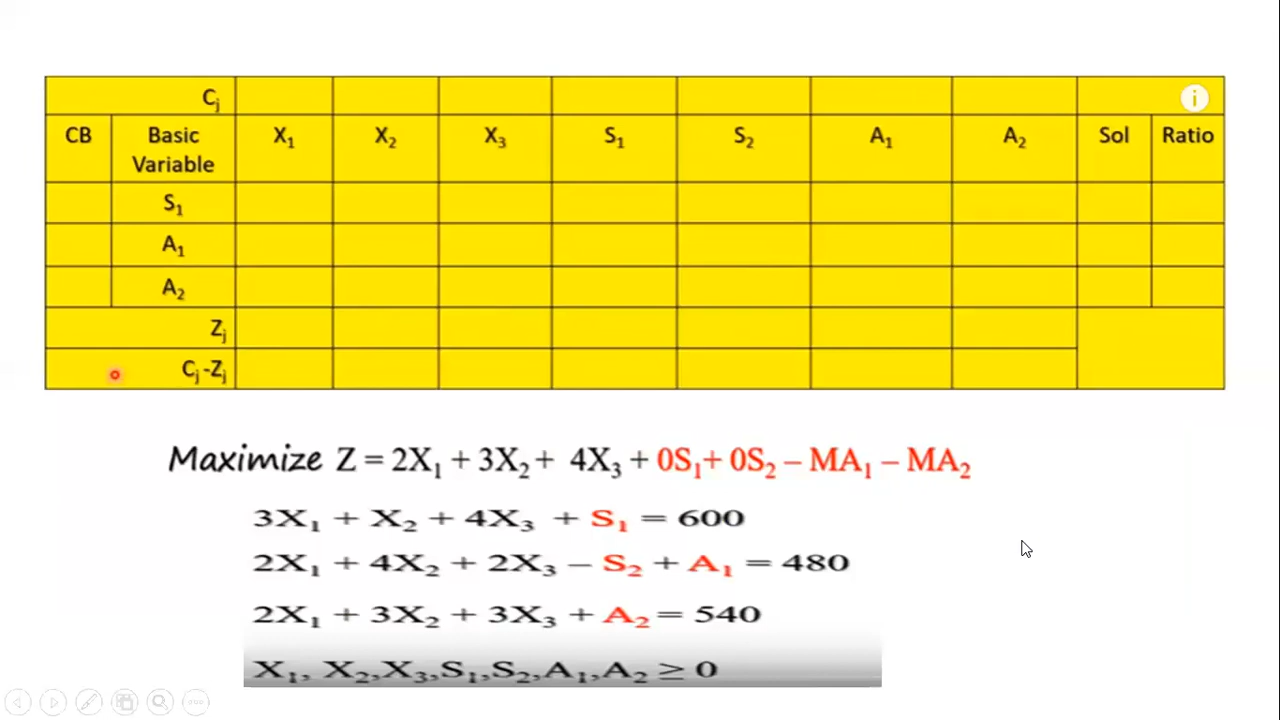 Cj
CB Basic Variable X1 X2 X3 S1 S2 A1 A2 Sol Ratio
S1
A1
A2
Zj
Cj -Zj
Maximize Z = 2X1 + 3X2 + 4X3 + 0S1+ 0S2 – MA1 – MA2
3X1 + X2 + 4X3 + S1 = 600
2X1 + 4X2 + 2X3 – S2 + A1 = 480
2X1 + 3X2 + 3X3 + A2 = 540
X1, X2,X3,S1,S2,A1,A2 ≥ 0